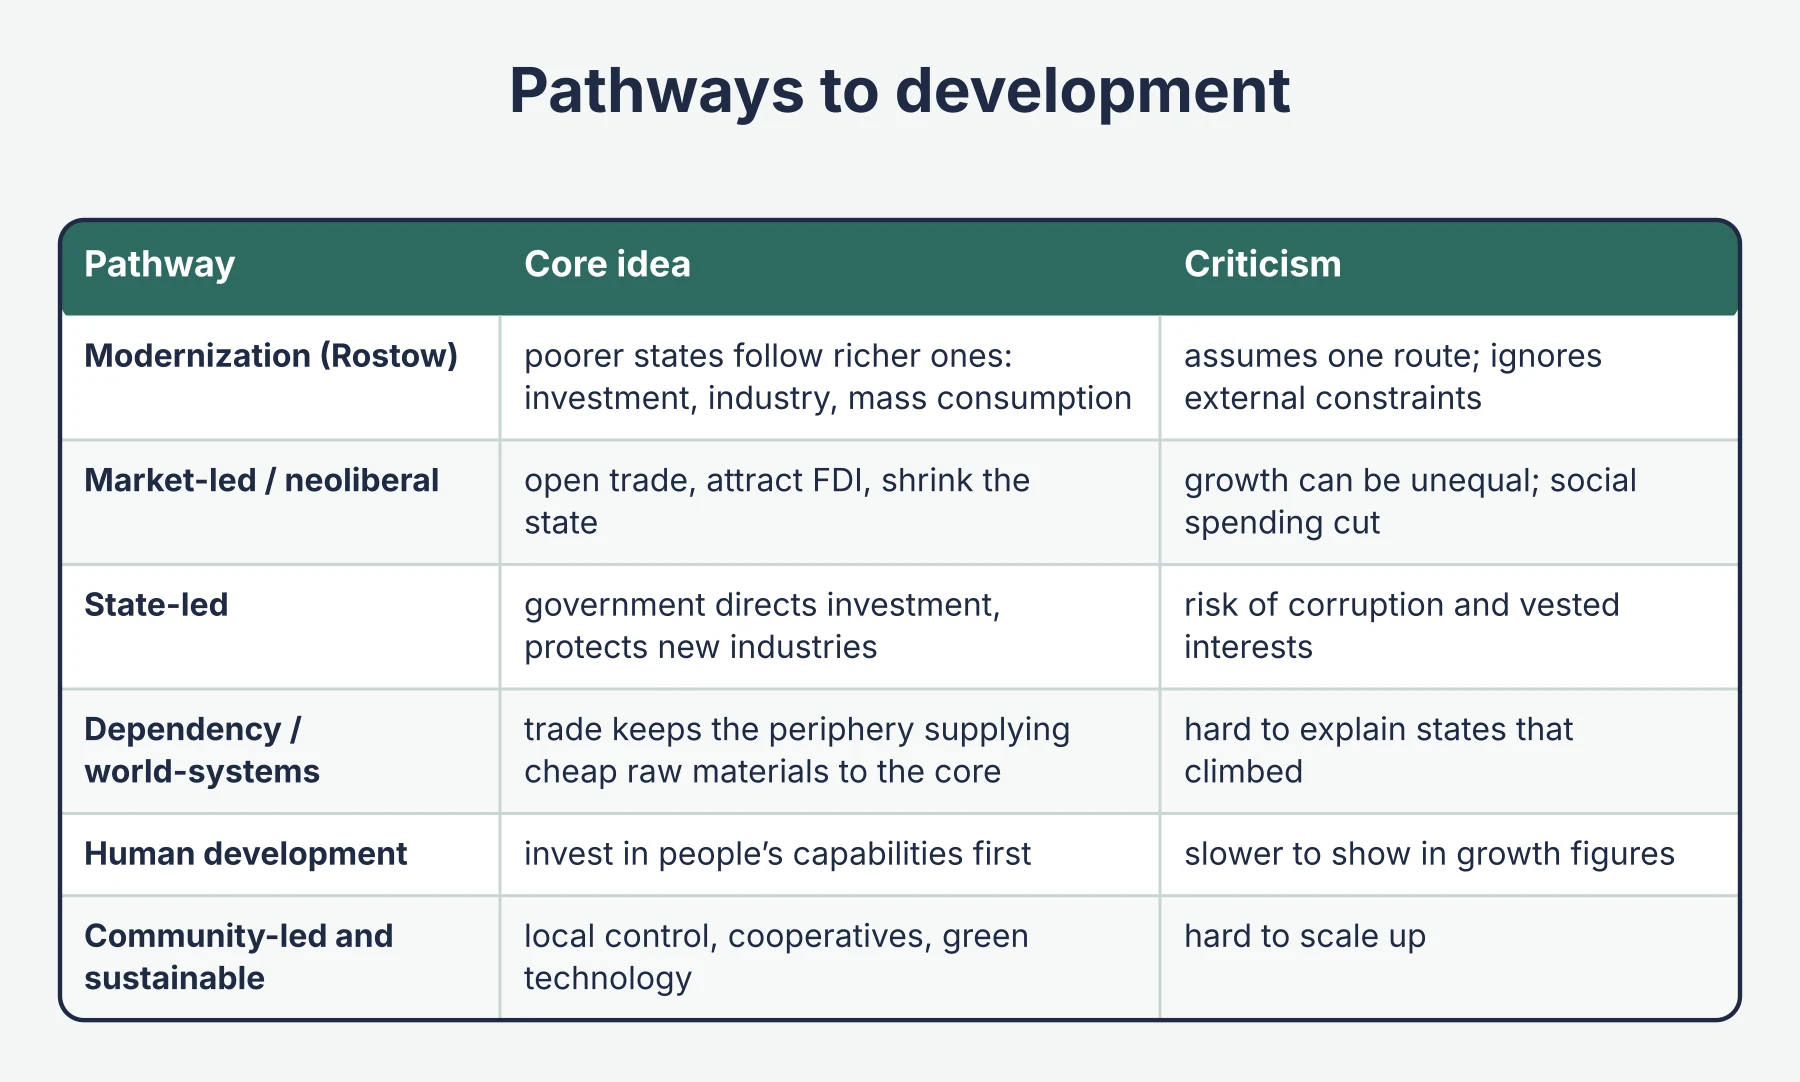 Pathways to development
Pathway
Core idea
Criticism
Modernization (Rostow)
poorer states follow richer ones:
investment, industry, mass consumption
assumes one route; ignores
external constraints
Market-led / neoliberal
open trade, attract FDI, shrink the
state
growth can be unequal; social
spending cut
State-led
government directs investment,
protects new industries
risk of corruption and vested
interests
Dependency /
world-systems
trade keeps the periphery supplying
cheap raw materials to the core
hard to explain states that
climbed
Human development
invest in people’s capabilities first
slower to show in growth figures
Community-led and
sustainable
local control, cooperatives, green
technology
hard to scale up